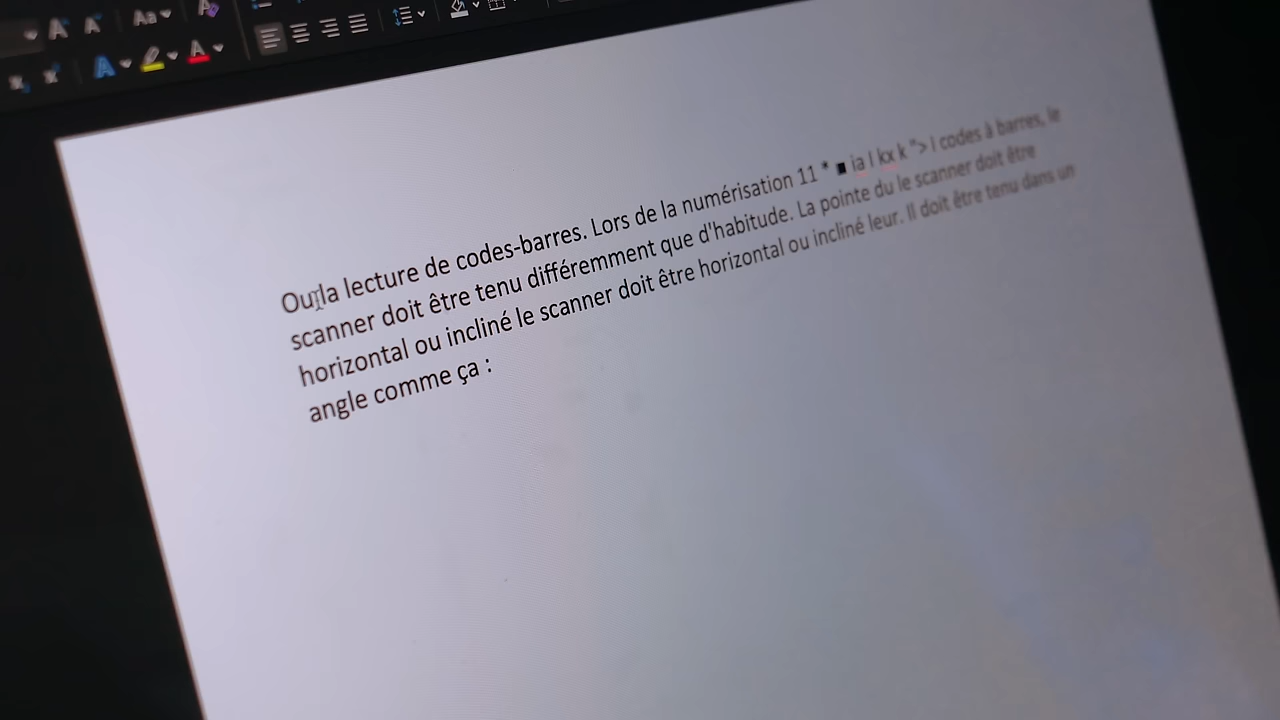 Aa
Ou la lecture de codes-barres. Lors de la numérisation 11 * ■ ia l kx k "> l codes à barres, le
scanner doit être tenu différemment que d'habitude. La pointe du le scanner doit être
horizontal ou incliné le scanner doit être horizontal ou incliné leur. Il doit être tenu dans un
angle comme ça :